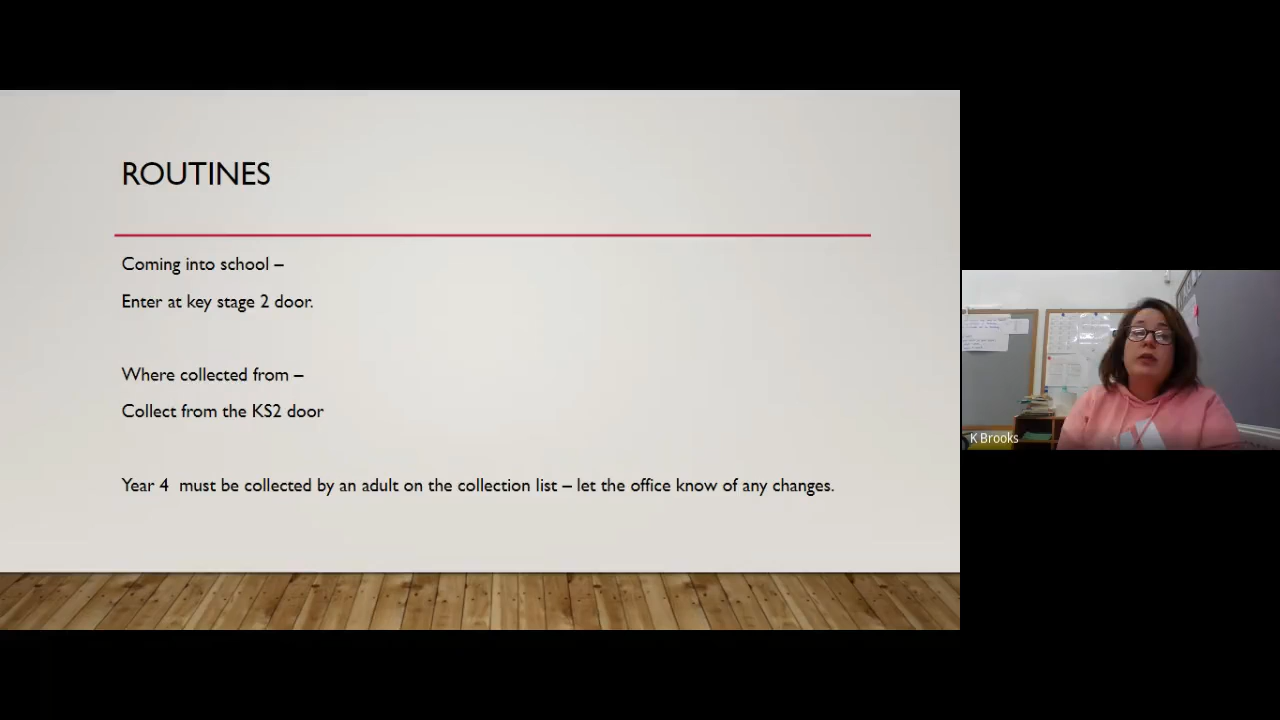 ROUTINES
Coming into school –
Enter at key stage 2 door.
Where collected from –
Collect from the KS2 door
Year 4 must be collected by an adult on the collection list – let the office know of any changes.
K Brooks